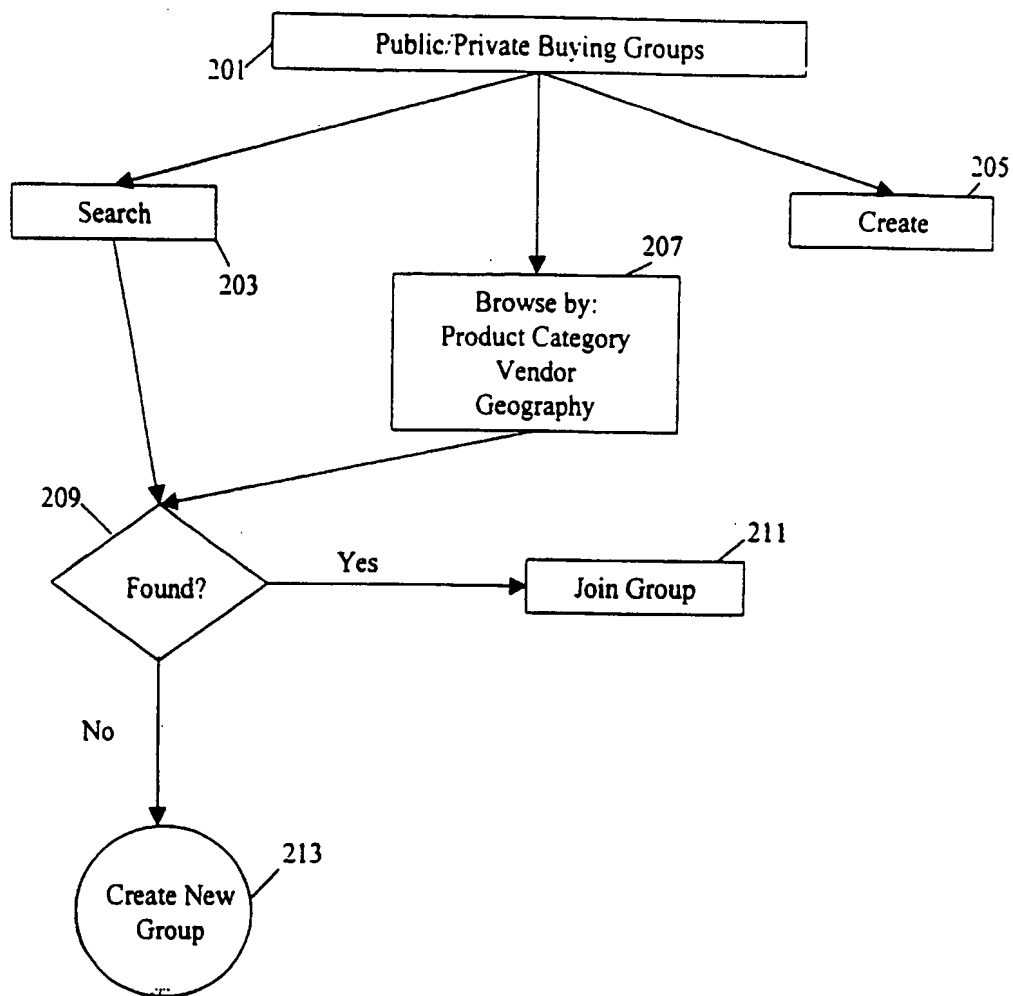 Public/Private Buying Groups
201
205
Search
Create
203
207
Browse by:
Product Category
Vendor
Geography
209
211
Found?
Yes
Join Group
No
213
Create New
Group